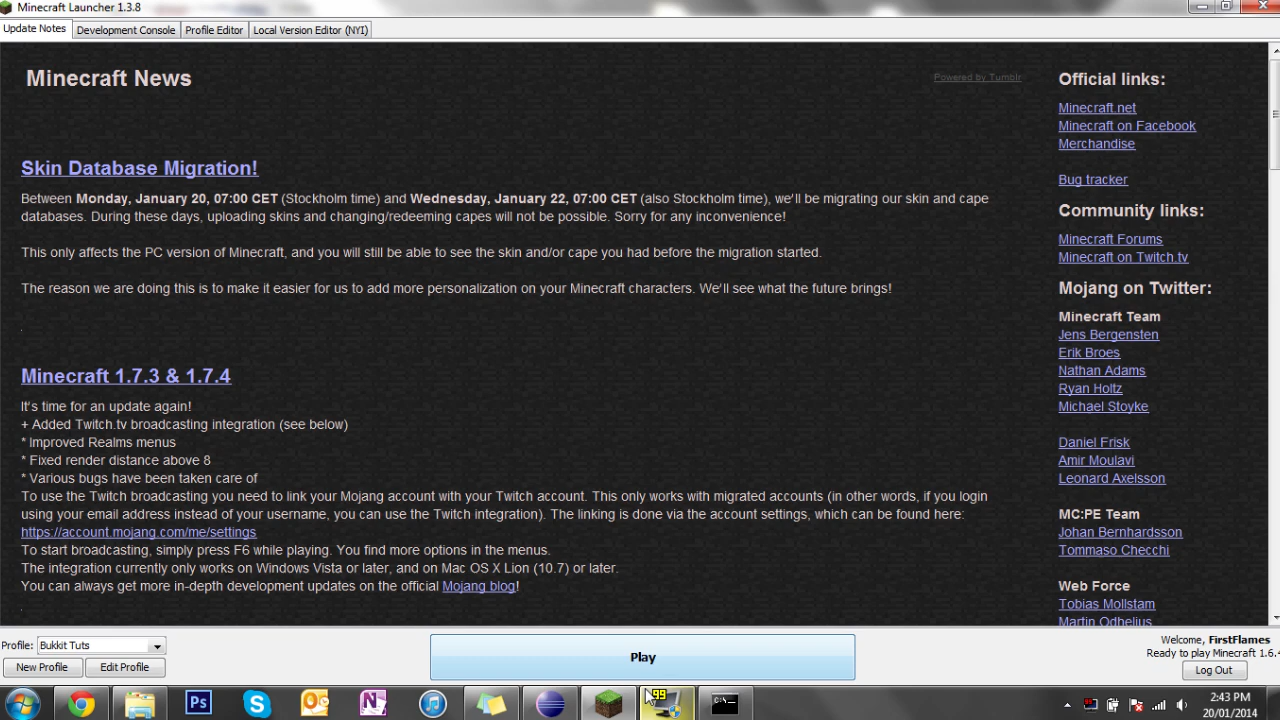 Minecraft Launcher 1.3.8
Update Notes
Development Console
Profile Editor
Local Version Editor (NYI)
Minecraft News
Powered by Tumblr
Skin Database Migration!
Between Monday, January 20, 07:00 CET (Stockholm time) and Wednesday, January 22, 07:00 CET (also Stockholm time), we'll be migrating our skin and cape
databases. During these days, uploading skins and changing/redeeming capes will not be possible. Sorry for any inconvenience!
This only affects the PC version of Minecraft, and you will still be able to see the skin and/or cape you had before the migration started.
The reason we are doing this is to make it easier for us to add more personalization on your Minecraft characters. We'll see what the future brings!
.
Minecraft 1.7.3 & 1.7.4
It's time for an update again!
+ Added Twitch.tv broadcasting integration (see below)
* Improved Realms menus
* Fixed render distance above 8
* Various bugs have been taken care of
To use the Twitch broadcasting you need to link your Mojang account with your Twitch account. This only works with migrated accounts (in other words, if you login
using your email address instead of your username, you can use the Twitch integration). The linking is done via the account settings, which can be found here:
https://account.mojang.com/me/settings
To start broadcasting, simply press F6 while playing. You find more options in the menus.
The integration currently only works on Windows Vista or later, and on Mac OS X Lion (10.7) or later.
You can always get more in-depth development updates on the official Mojang blog!
.
Official links:
Minecraft.net
Minecraft on Facebook
Merchandise
Bug tracker
Community links:
Minecraft Forums
Minecraft on Twitch.tv
Mojang on Twitter:
Minecraft Team
Jens Bergensten
Erik Broes
Nathan Adams
Ryan Holtz
Michael Stoyke
Daniel Frisk
Amir Moulavi
Leonard Axelsson
MC:PE Team
Johan Bernhardsson
Tommaso Checchi
Web Force
Tobias Mollstam
Martin Odhelius
Profile:
Bukkit Tuts
New Profile
Edit Profile
Play
Welcome, FirstFlames
Ready to play Minecraft 1.6.4
Log Out
Ps
99
C:\
2:43 PM
20/01/2014